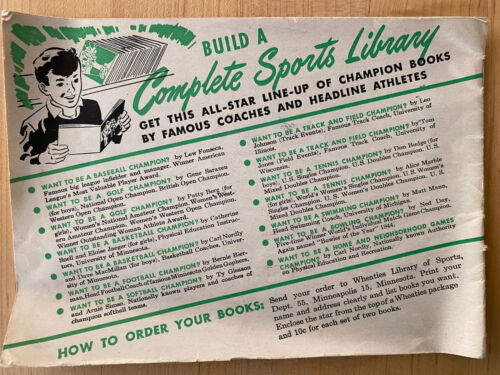 BUILD A
Complete Sports Library
GET THIS ALL-STAR LINE-UP OF CHAMPION BOOKS
BY FAMOUS COACHES AND HEADLINE ATHLETES
WANT TO BE A BASEBALL CHAMPION? by Lew Fonseca,
Famous big league infielder and manager. Winner American
League's Most Valuable Player Award.
WANT TO BE A GOLF CHAMPION? by Gene Sarazen
(for boys), National Open Champion, British Open Champion,
Western Open Champion.
WANT TO BE A GOLF CHAMPION? by Patty Berg (for
girls), Women's National Amateur Champion, Women's West-
ern Amateur Champion, Women's Western Open Champion.
Winner Outstanding Woman Athlete Award.
WANT TO BE A BASKETBALL CHAMPION? by Catherine
Snell and Eloise Jaeger (for girls), Physical Education Instruc-
tors, University of Minnesota.
WANT TO BE A BASKETBALL CHAMPION? by Carl Nordly
and Dave MacMillan (for boys), Basketball Coaches, Univer-
sity of Minnesota.
WANT TO BE A FOOTBALL CHAMPION? by Bernie Bier-
man, Head Football Coach of famous Minnesota Golden Gophers.
WANT TO BE A SOFTBALL CHAMPION? by Ty Gleason
and Arnie Simso. Nationally known players and coaches of
champion softball teams.
WANT TO BE A TRACK AND FIELD CHAMPION? by Leo
Johnson (Track Events), Famous Track Coach, University of
Illinois.
WANT TO BE A TRACK AND FIELD CHAMPION? by Tom
Jones (Field Events), Famous Track Coach, University of
Wisconsin.
WANT TO BE A TENNIS CHAMPION? by Don Budge (for
boys), U.S. Singles Champion, U.S. Doubles Champion, U.S.
Mixed Doubles Champion.
WANT TO BE A TENNIS CHAMPION? by Alice Marble
(for girls), World's Women's Singles Champion, U.S. Women's
Singles Champion, U.S. Women's Doubles Champion, U.S.
Mixed Doubles Champion.
WANT TO BE A SWIMMING CHAMPION? by Matt Mann,
Head Swimming Coach, University of Michigan.
WANT TO BE A BOWLING CHAMPION? by Ned Day,
Five-time winner of World's Individual Match Game Champion.
Again named "Bowler of the Year" 1944.
WANT TO BE A HOME AND NEIGHBORHOOD GAMES
CHAMPION? by Carl Nordly, Nationally known Authority
on Physical Education and Recreation.
HOW TO ORDER YOUR BOOKS:
Send your order to Wheaties Library of Sports,
Dept. 55, Minneapolis 15, Minnesota. Print your
name and address clearly and list books you want.
Enclose the star from the top of a Wheaties package
and 10c for each set of two books.